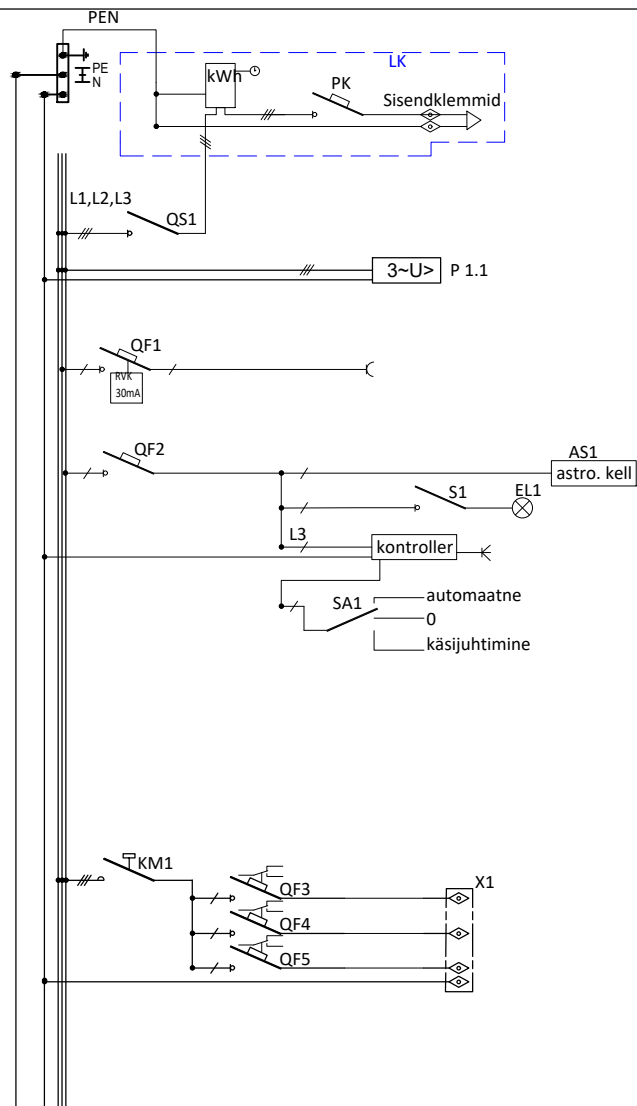 PEN
LK
PE
N
kWh
PK
Sisendklemmid
L1,L2,L3
QS1
3~U> P 1.1
QF1
RVK
30mA
QF2
AS1
astro. kell
S1
EL1
L3
kontroller
SA1
automaatne
0
käsijuhtimine
KM1
QF3
X1
QF4
QF5